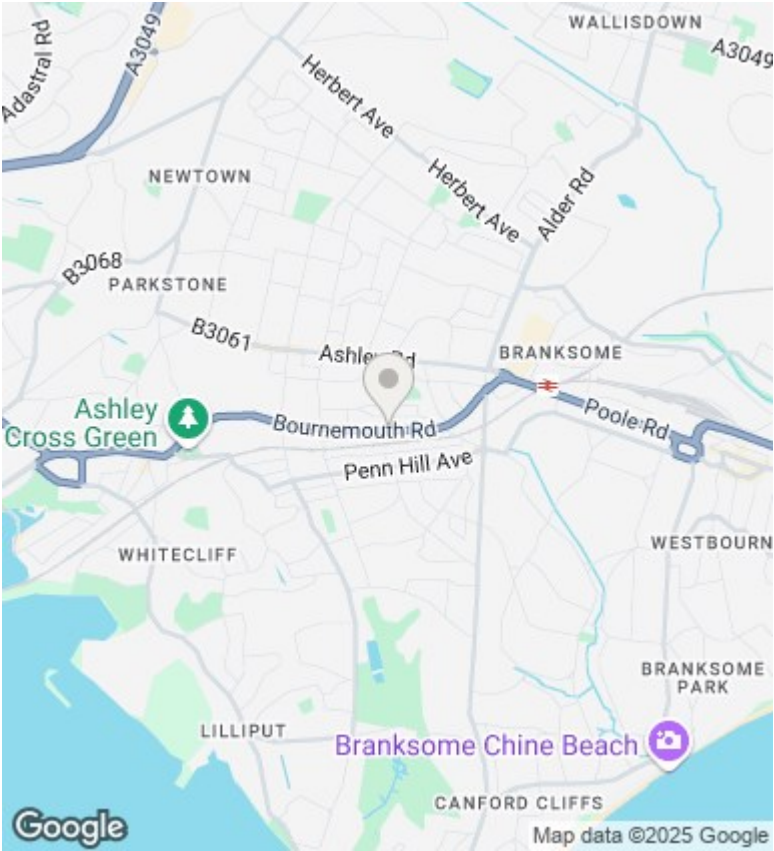 WALLISDOWN
A3049
A3049
Adastral Rd
Herbert Ave
NEWTOWN
Herbert Ave
Alder Rd
B3068
PARKSTONE
B3061
Ashley Rd
BRANKSOME
Ashley
Cross Green
Bournemouth Rd
Poole Rd
Penn Hill Ave
WHITECLIFF
WESTBOURN
BRANKSOME
PARK
LILLIPUT
Branksome Chine Beach
CANFORD CLIFFS
Google
Map data ©2025 Google